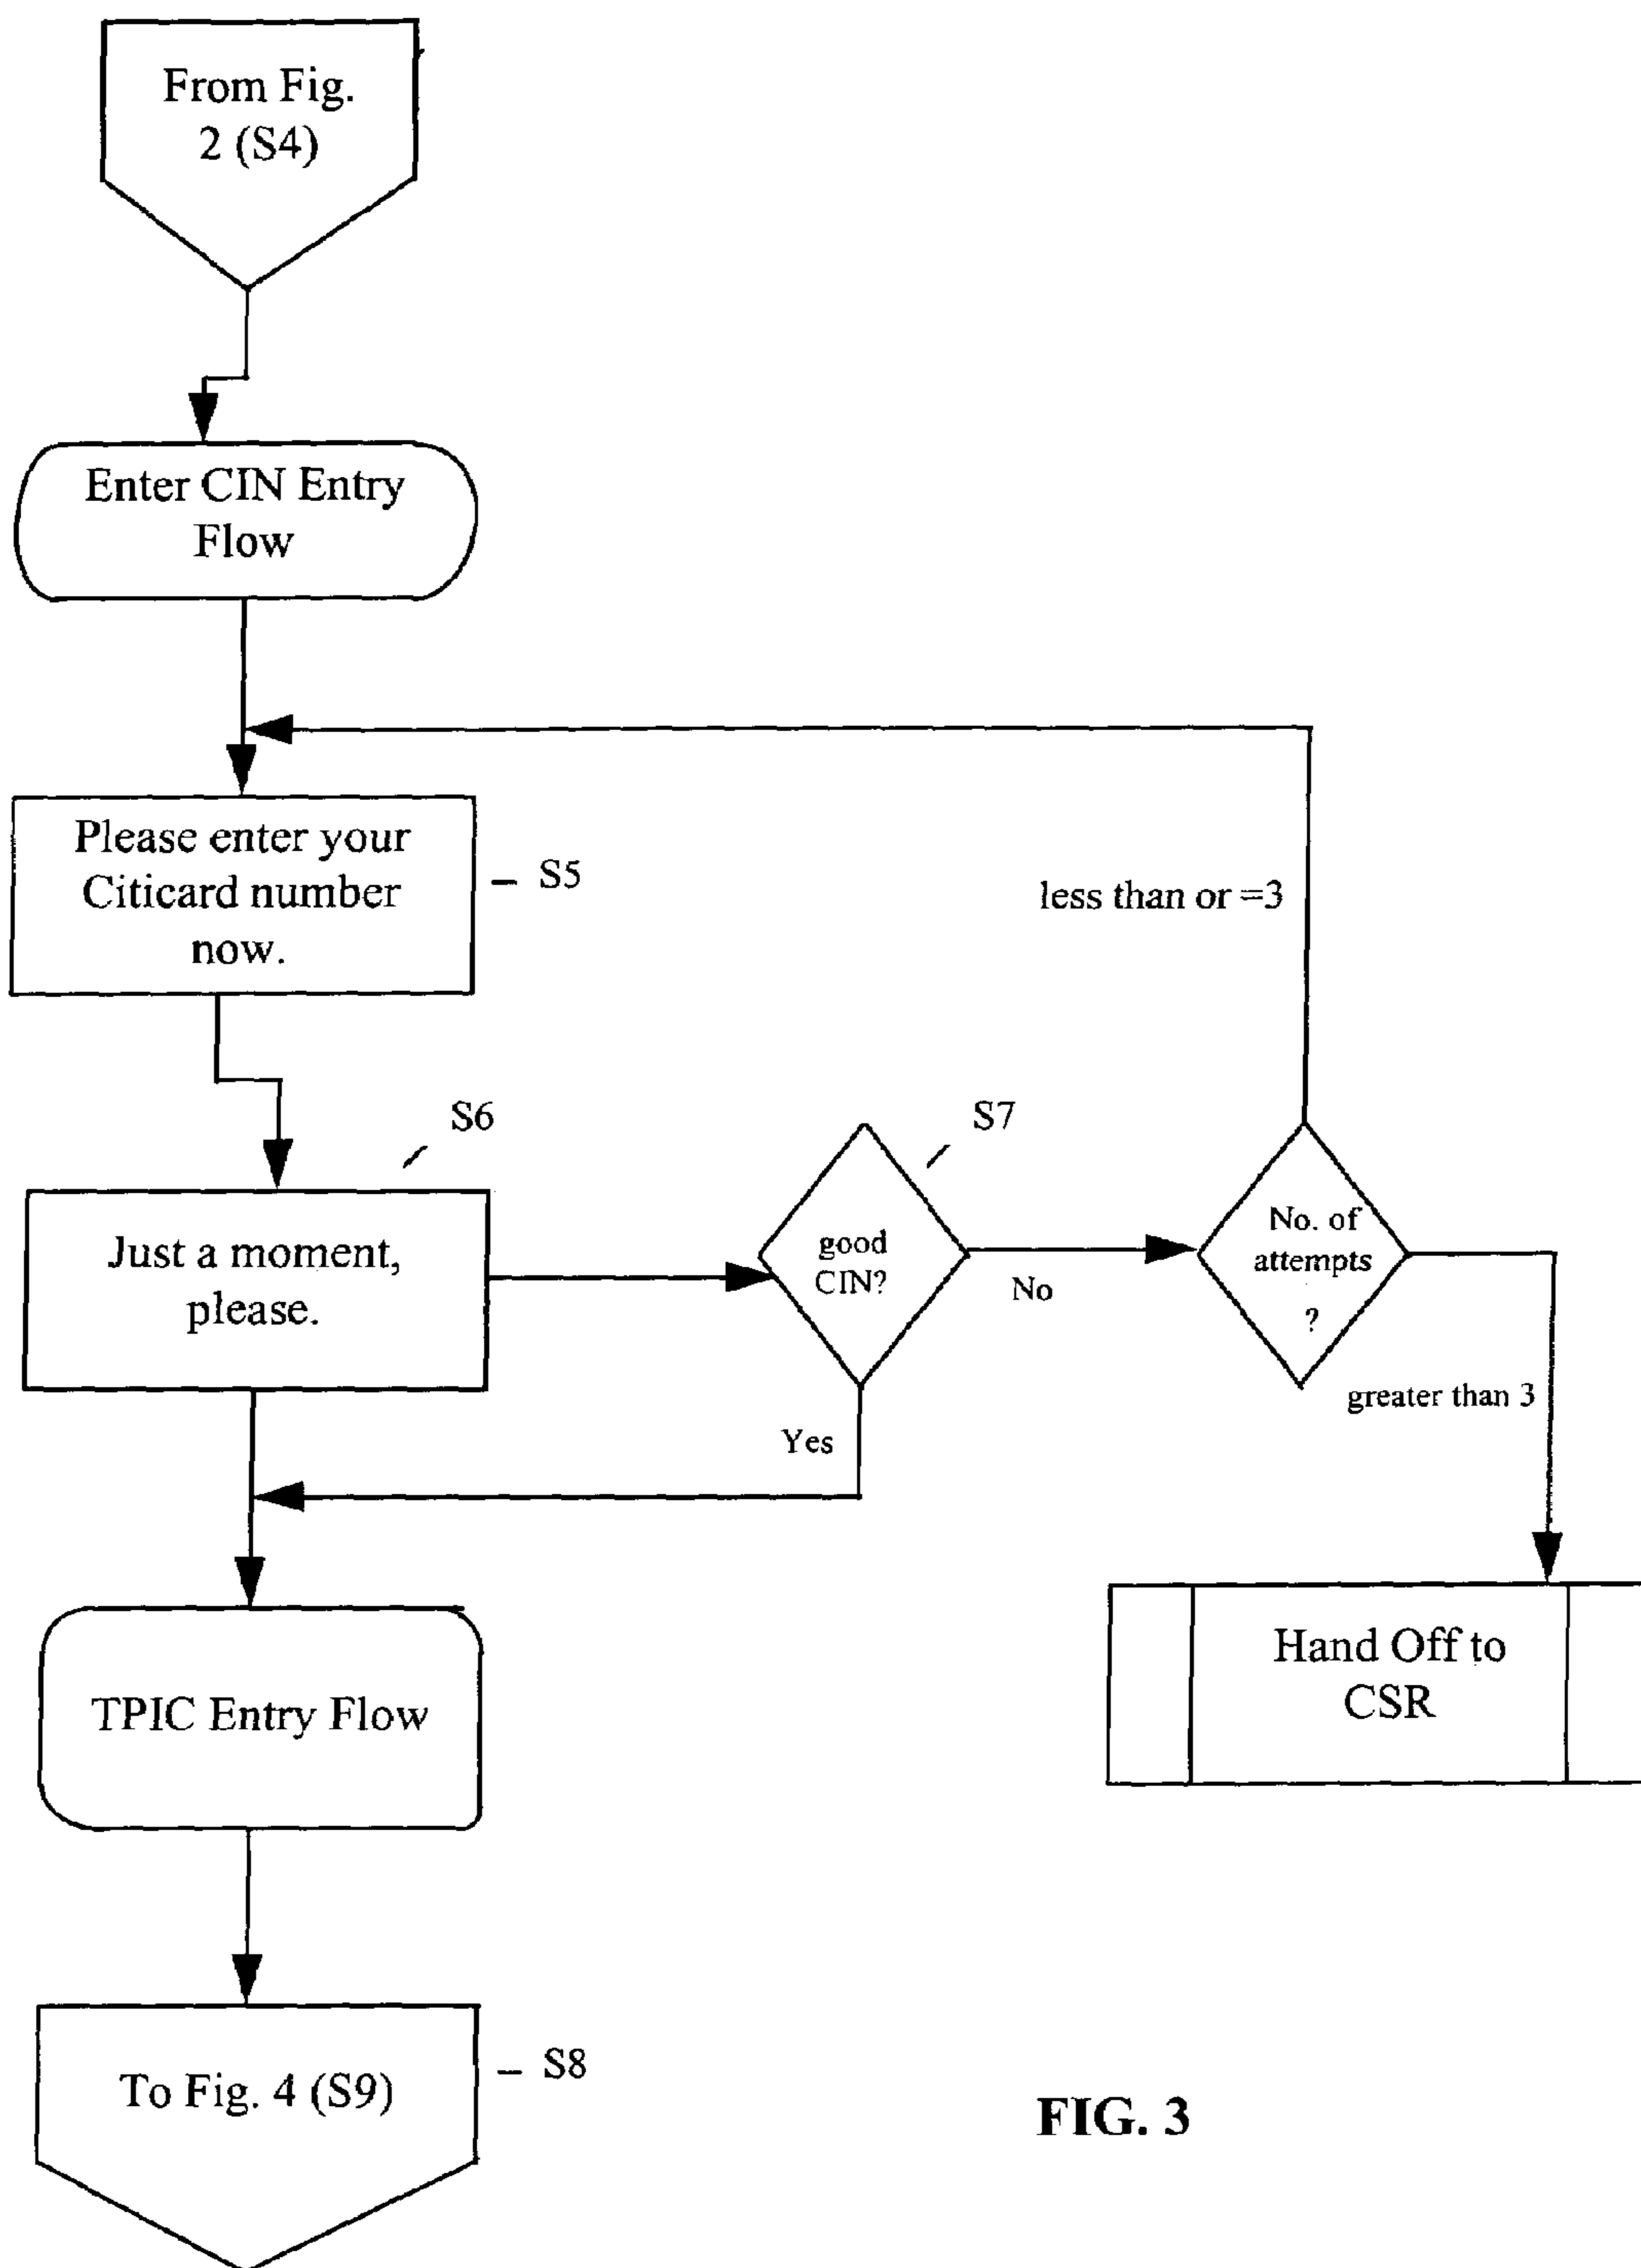 From Fig.
2 (S4)
Enter CIN Entry
Flow
Please enter your
Citicard number
now.
– S5
less than or =3
S6
S7
Just a moment,
please.
good
CIN?
No
No. of
attempts
?
greater than 3
Yes
TPIC Entry Flow
Hand Off to
CSR
To Fig. 4 (S9)
– S8
FIG. 3